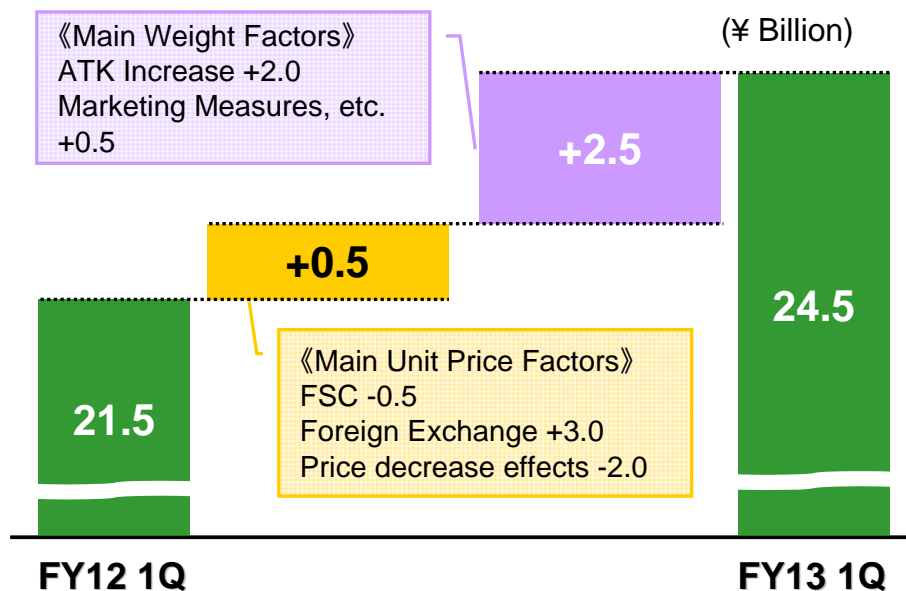 (¥ Billion)
《Main Weight Factors》
ATK Increase +2.0
Marketing Measures, etc.
+0.5
+2.5
+0.5
24.5
《Main Unit Price Factors》
FSC -0.5
Foreign Exchange +3.0
Price decrease effects -2.0
21.5
FY12 1Q
FY13 1Q